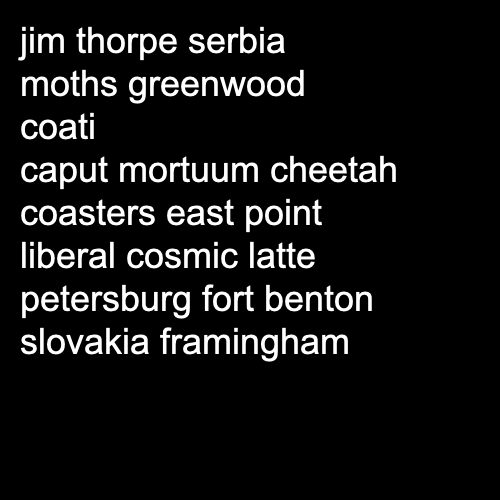 jim thorpe serbia
moths greenwood
coati
caput mortuum cheetah
coasters east point
liberal cosmic latte
petersburg fort benton
slovakia framingham